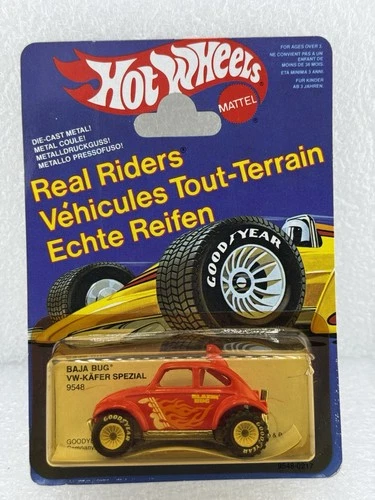 Hot Wheels
MATTEL
FOR AGES OVER 3.
NE CONVIENT PAS A UN
ENFANT DE
MOINS DE 36 MOIS.
ETA MINIMA 3 ANNI
FUR KINDER
AB 3 JAHREN.
DIE-CAST METAL!
METAL COULE!
METALLDRUCKGUSS!
METALLO PRESSOFUSO!
Real Riders
Véhicules Tout-Terrain
Echte Reifen
GOOD YEAR
BAJA BUG
VW-KÄFER SPEZIAL
9548
GOODYEAR
GOODYEAR